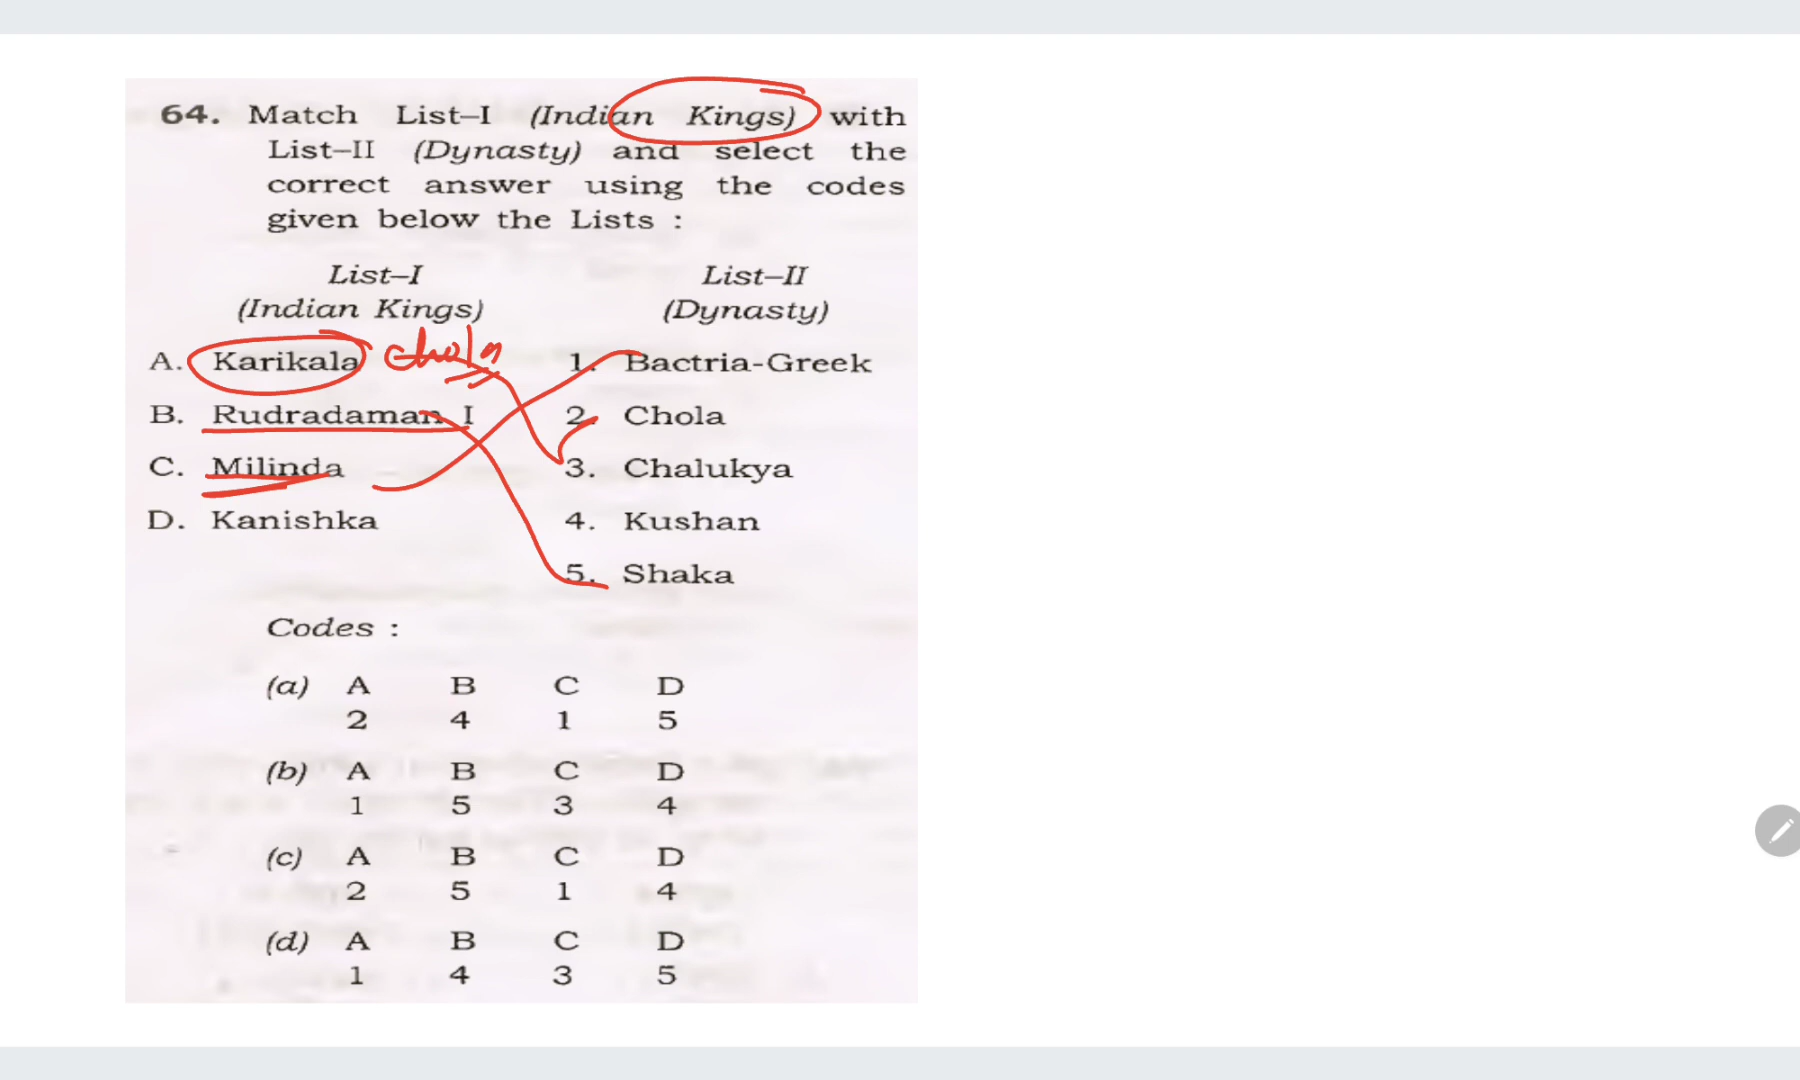 64. Match List–I (Indian Kings) with
List–II (Dynasty) and select the
correct answer using the codes
given below the Lists :
List–I List–II
(Indian Kings) (Dynasty)
A. Karikala chola 1. Bactria-Greek
B. Rudradaman I 2. Chola
C. Milinda 3. Chalukya
D. Kanishka 4. Kushan
5. Shaka
Codes :
(a) A B C D
2 4 1 5
(b) A B C D
1 5 3 4
(c) A B C D
2 5 1 4
(d) A B C D
1 4 3 5